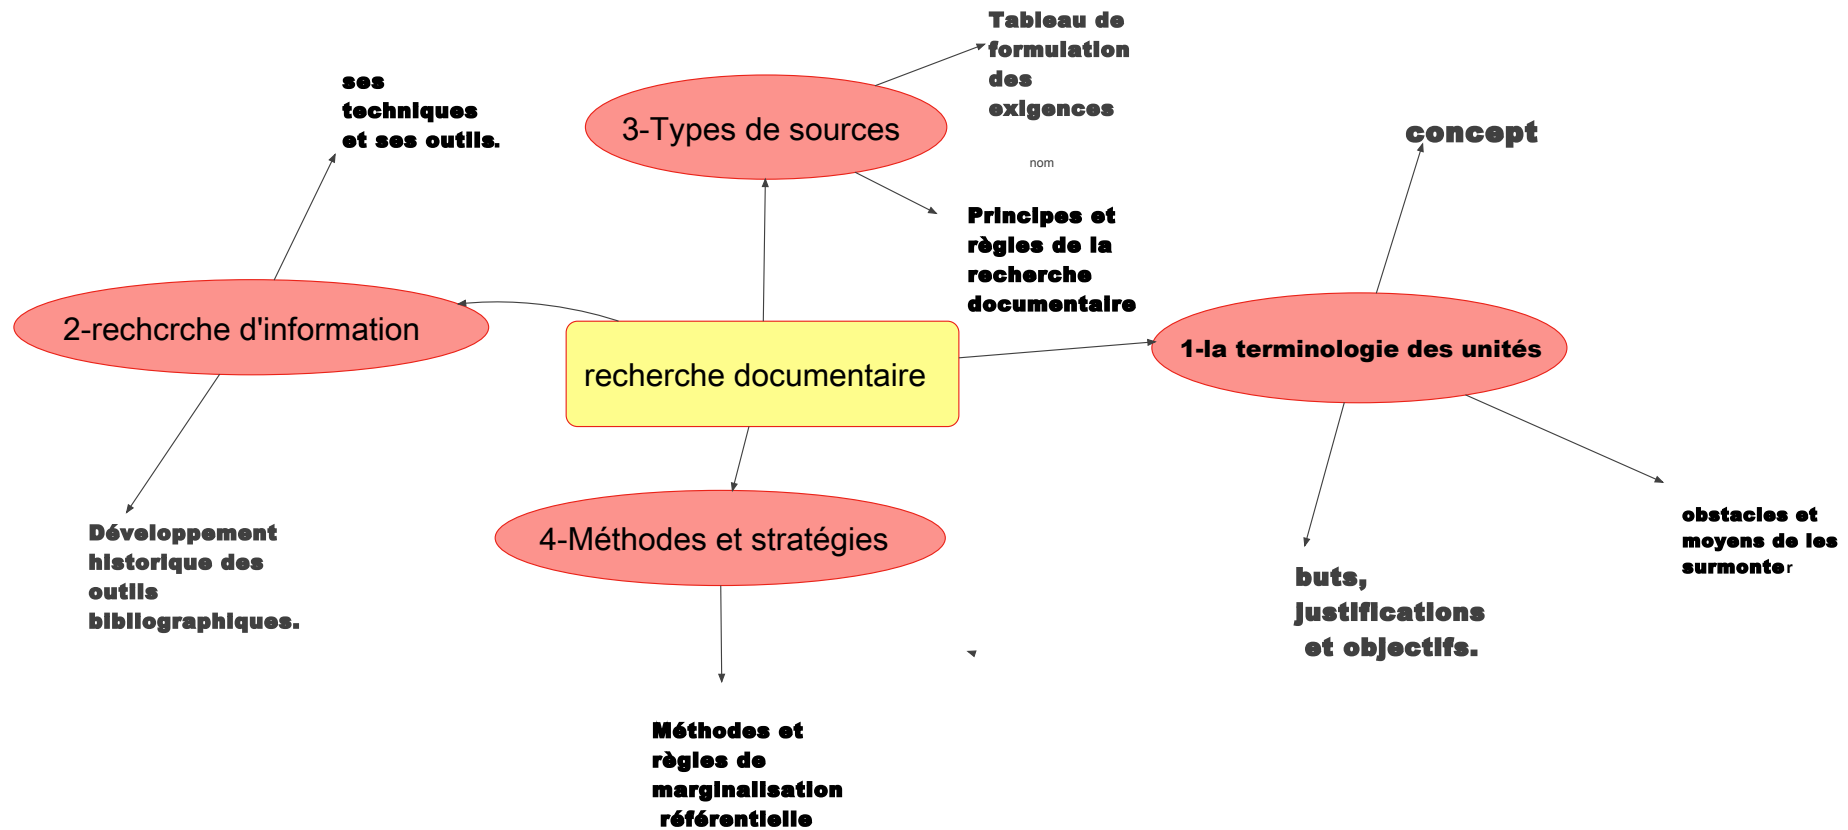 Tableau de
formulation
des
exigences
ses
techniques
et ses outils.
3-Types de sources
concept
nom
Principes et
règles de la
recherche
documentaire
2-rechcrche d'information
1-la terminologie des unités
recherche documentaire
obstacles et
moyens de les
surmonter
Développement
historique des
outils
bibliographiques.
4-Méthodes et stratégies
buts,
justifications
et objectifs.
Méthodes et
règles de
marginalisation
référentielle